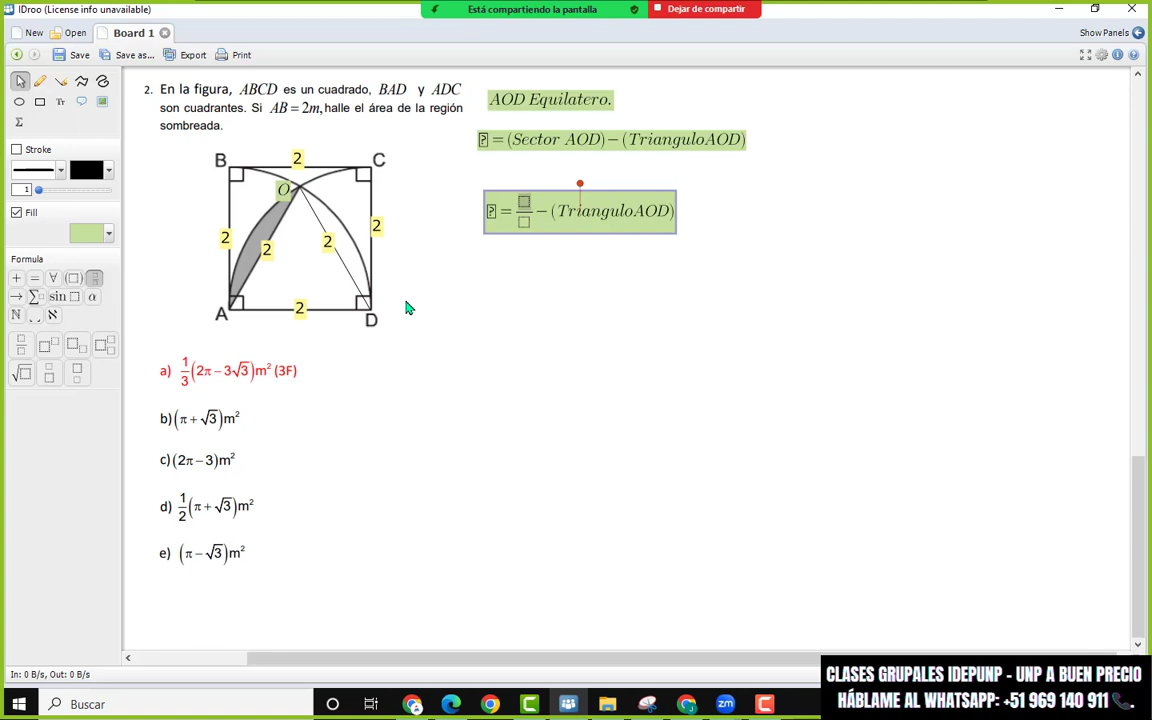 IDroo (License info unavailable)
Está compartiendo la pantalla
Dejar de compartir
New
Open
Board 1
Show Panels
Save
Save as...
Export
Print
Tr
Σ
Stroke
1
Fill
Formula
+ = ∀ (□)
→ Σ□ sin □ α
ℕ ℵ
2. En la figura, ABCD es un cuadrado, BAD y ADC
son cuadrantes. Si AB = 2m, halle el área de la región
sombreada.
AOD Equilatero.
? = (Sector AOD) − (TrianguloAOD)
? = □/□ − (TrianguloAOD)
B 2 C
O
2 2 2 2
A 2 D
a) 1/3 (2π − 3√3) m² (3F)
b) (π + √3) m²
c) (2π − 3) m²
d) 1/2 (π + √3) m²
e) (π − √3) m²
In: 0 B/s, Out: 0 B/s
Buscar
CLASES GRUPALES IDEPUNP - UNP A BUEN PRECIO
HÁBLAME AL WHATSAPP: +51 969 140 911